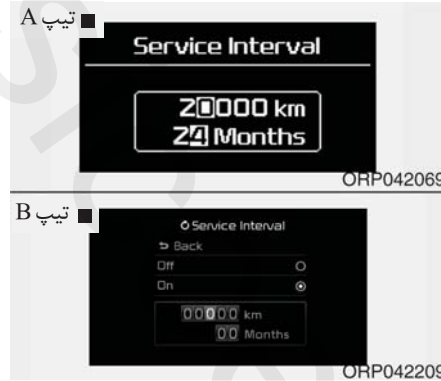 ■ تیپ A
Service Interval
20000 km
24 Months
ORP042069
■ تیپ B
Service Interval
Back
Off
On
00000 km
00 Months
ORP042209